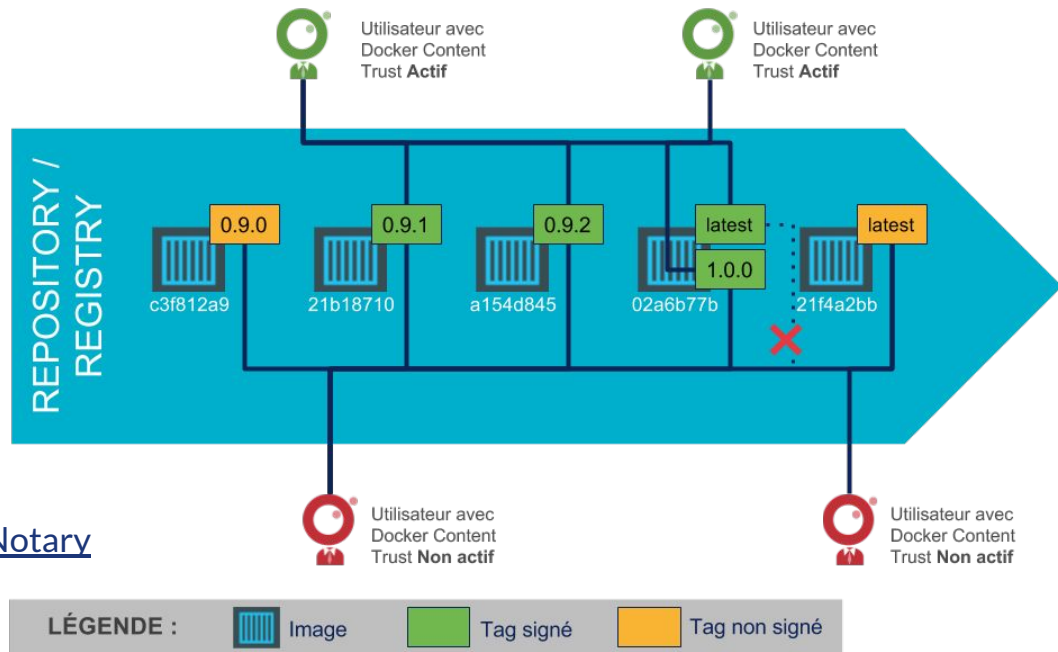 Utilisateur avec
Docker Content
Trust Actif
Utilisateur avec
Docker Content
Trust Actif
REPOSITORY /
REGISTRY
0.9.0
0.9.1
0.9.2
latest
latest
1.0.0
c3f812a9
21b18710
a154d845
02a6b77b
21f4a2bb
Utilisateur avec
Docker Content
Trust Non actif
Utilisateur avec
Docker Content
Trust Non actif
Notary
LÉGENDE :
Image
Tag signé
Tag non signé